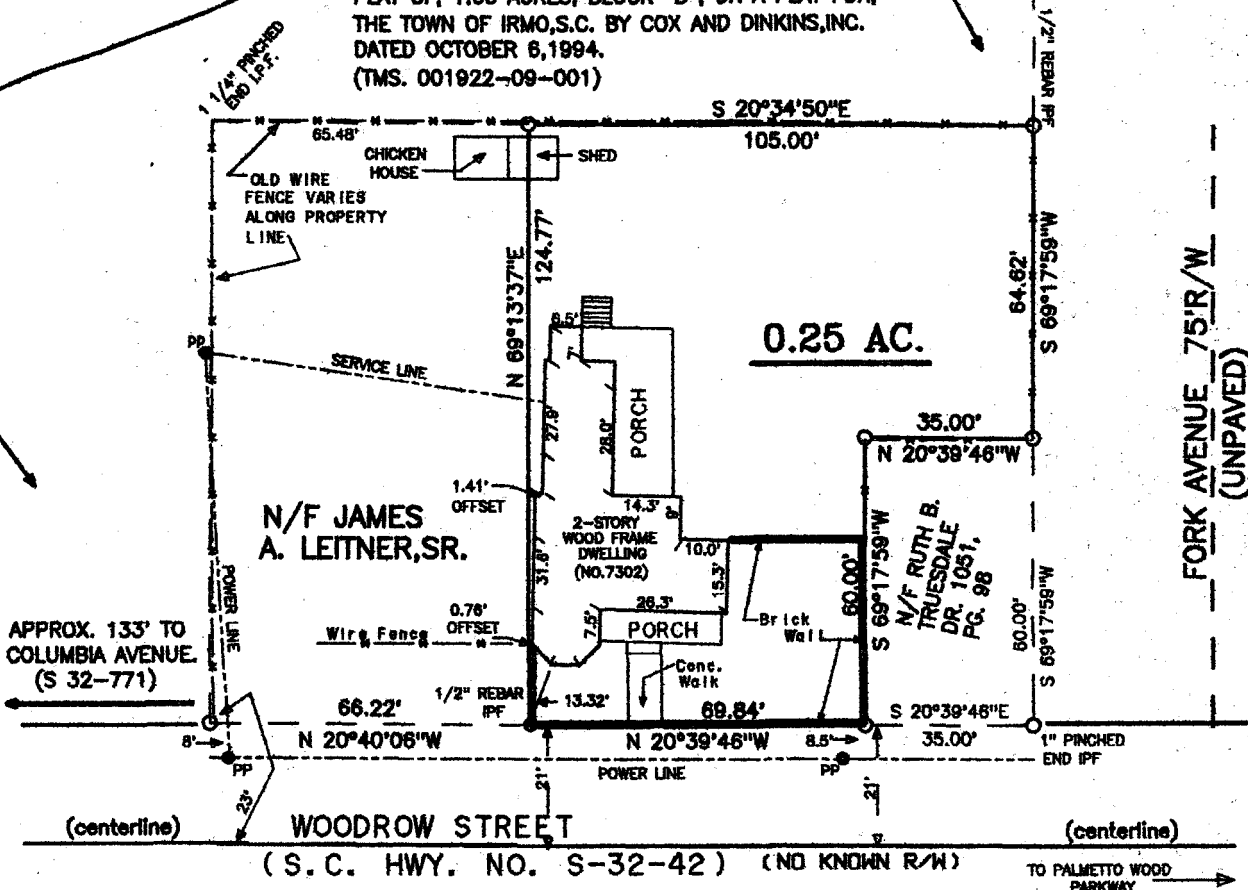 THE TOWN OF IRMO,S.C. BY COX AND DINKINS,INC.
DATED OCTOBER 6,1994.
(TMS. 001922-09-001)
1 1/4" PINCHED
END I.P.F.
1/2" REBAR IPF
S 20°34'50"E
105.00'
65.48'
CHICKEN
HOUSE
SHED
OLD WIRE
FENCE VARIES
ALONG PROPERTY
LINE
N 69°13'37"E
124.77'
64.62'
S 69°17'59"W
FORK AVENUE 75'R/W
(UNPAVED)
PP
SERVICE LINE
6.5'
7'
27.9'
28.0'
PORCH
0.25 AC.
35.00'
N 20°39'46"W
1.41'
OFFSET
14.3'
9'
N/F JAMES
A. LEITNER,SR.
2-STORY
WOOD FRAME
DWELLING
(NO.7302)
10.0'
15.3'
31.6'
26.3'
7.5'
PORCH
60.00'
S 69°17'59"W
N/F RUTH B.
TRUESDALE
DR. 1051,
PG. 98
60.00'
S 69°17'59"W
POWER LINE
0.76'
OFFSET
Wire Fence
Brick
Wall
Conc.
Walk
APPROX. 133' TO
COLUMBIA AVENUE.
(S 32-771)
1/2" REBAR
IPF
13.32'
66.22'
N 20°40'06"W
69.84'
N 20°39'46"W
S 20°39'46"E
35.00'
8'
8.5'
1" PINCHED
END IPF
PP
POWER LINE
PP
23'
21'
21'
(centerline)
WOODROW STREET
(centerline)
(S.C. HWY. NO. S-32-42) (NO KNOWN R/W)
TO PALMETTO WOOD
PARKWAY